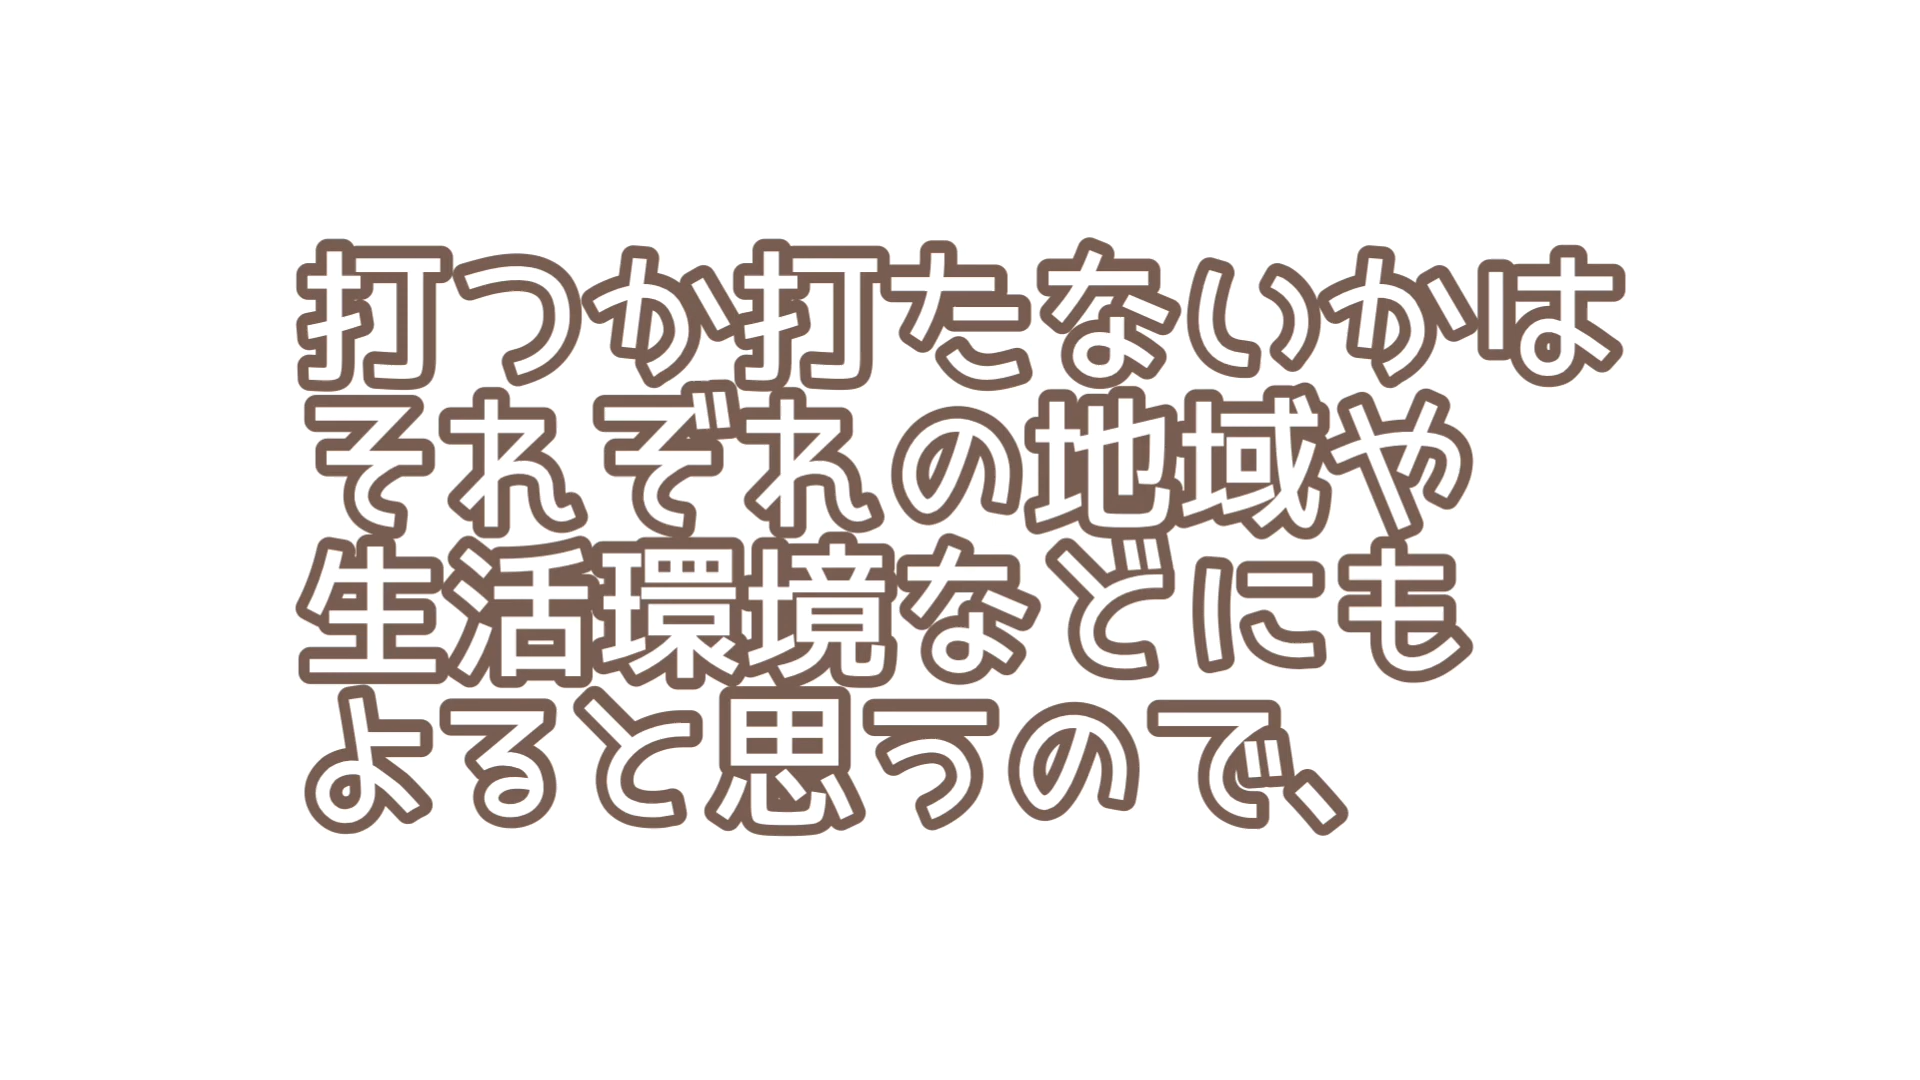 打つか打たないかは
それぞれの地域や
生活環境などにも
よると思うので、